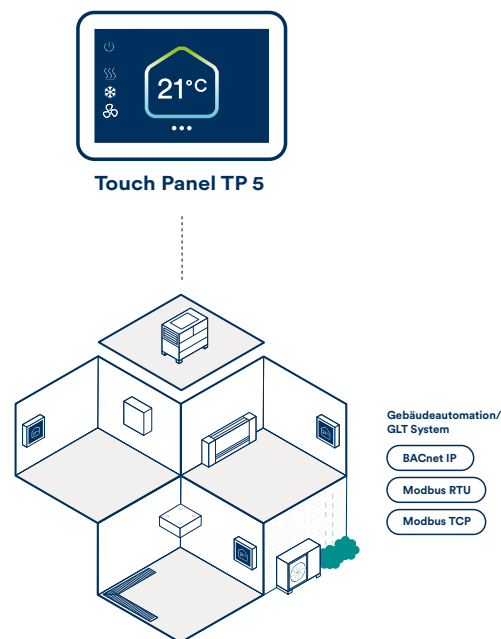 21°C
Touch Panel TP 5
Gebäudeautomation/
GLT System
BACnet IP
Modbus RTU
Modbus TCP